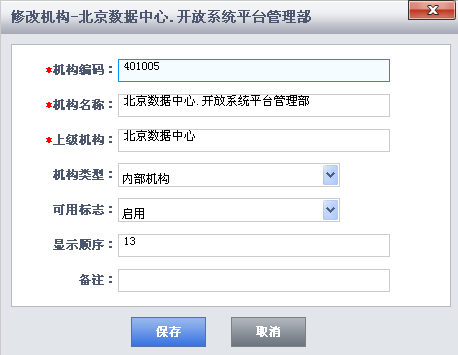 修改机构-北京数据中心.开放系统平台管理部
*机构编码： 401005
*机构名称： 北京数据中心.开放系统平台管理部
*上级机构： 北京数据中心
机构类型： 内部机构
可用标志： 启用
显示顺序： 13
备注：
保存 取消